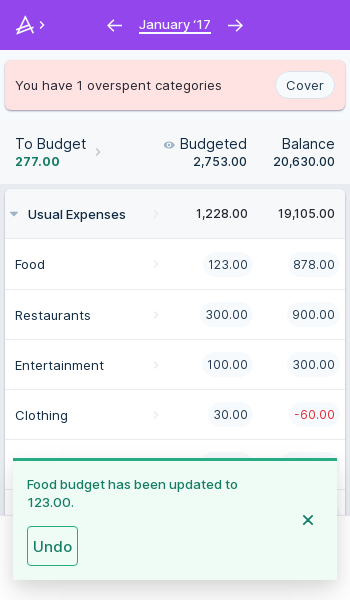 January ‘17
You have 1 overspent categories
Cover
To Budget
277.00
Budgeted
2,753.00
Balance
20,630.00
Usual Expenses 1,228.00 19,105.00
Food 123.00 878.00
Restaurants 300.00 900.00
Entertainment 100.00 300.00
Clothing 30.00 -60.00
Food budget has been updated to
123.00.
Undo